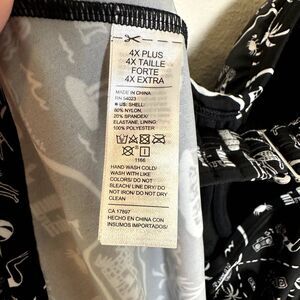 4X PLUS
4X TAILLE
FORTE
4X EXTRA
MADE IN CHINA
RN 54023
US: SHELL:
80% NYLON,
20% SPANDEX/
ELASTANE, LINING:
100% POLYESTER
1166
HAND WASH COLD/
WASH WITH LIKE
COLORS/ DO NOT
BLEACH/ LINE DRY/ DO
NOT IRON/ DO NOT DRY
CLEAN
CA 17897
HECHO EN CHINA CON
INSUMOS IMPORTADOS/